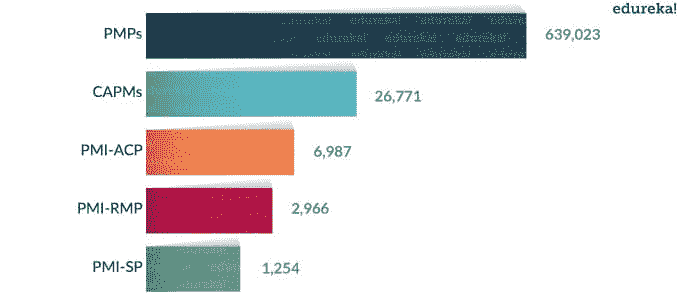 edureka!
PMPs 639,023
CAPMs 26,771
PMI-ACP 6,987
PMI-RMP 2,966
PMI-SP 1,254